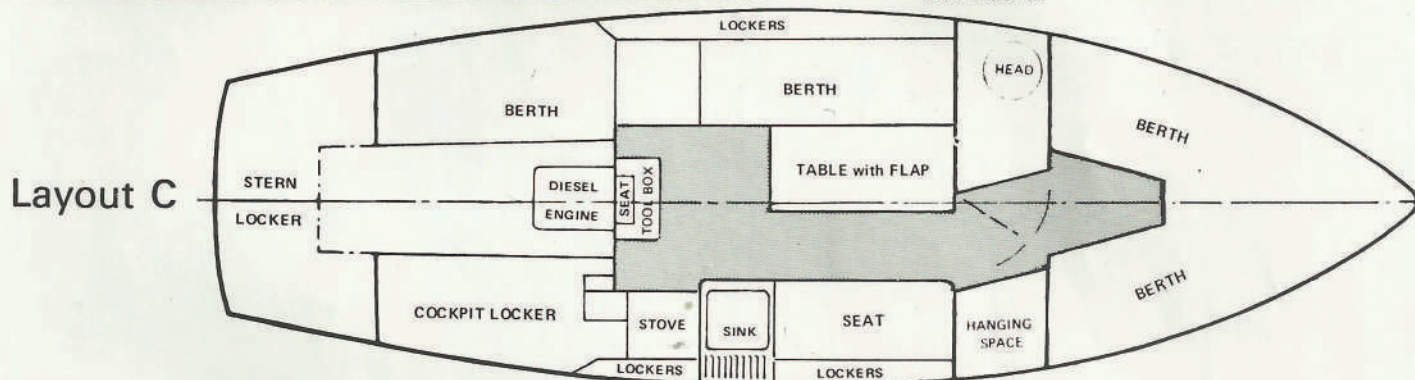 Layout C
LOCKERS
HEAD
BERTH
BERTH
BERTH
STERN
LOCKER
DIESEL
ENGINE
SEAT
TOOL BOX
TABLE with FLAP
COCKPIT LOCKER
STOVE
SINK
SEAT
HANGING
SPACE
BERTH
LOCKERS
LOCKERS